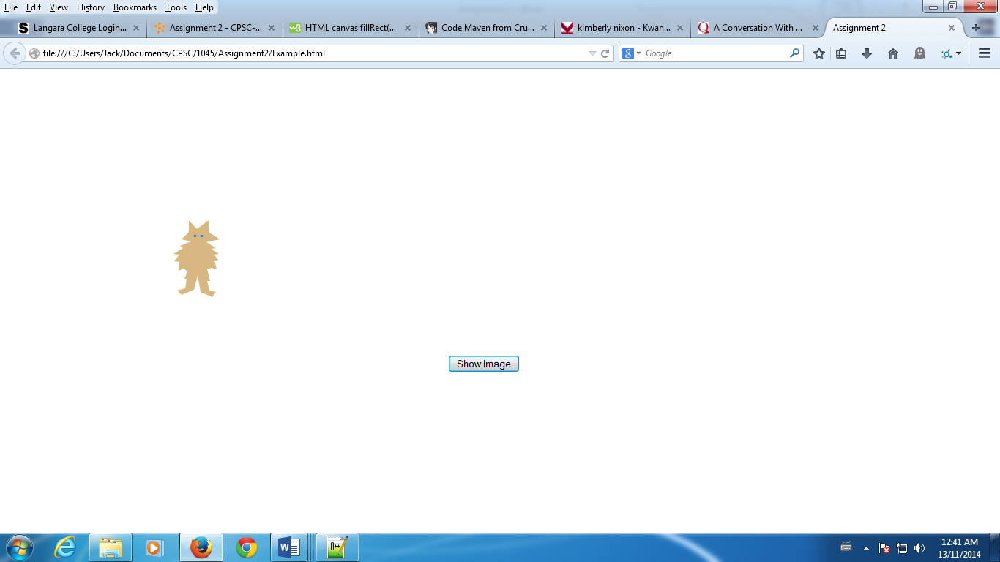 File Edit View History Bookmarks Tools Help
Langara College Login... Assignment 2 - CPSC-... HTML canvas fillRect(... Code Maven from Cru... kimberly nixon - Kwan... A Conversation With ... Assignment 2
file:///C:/Users/Jack/Documents/CPSC/1045/Assignment2/Example.html Google
Show Image
12:41 AM
13/11/2014